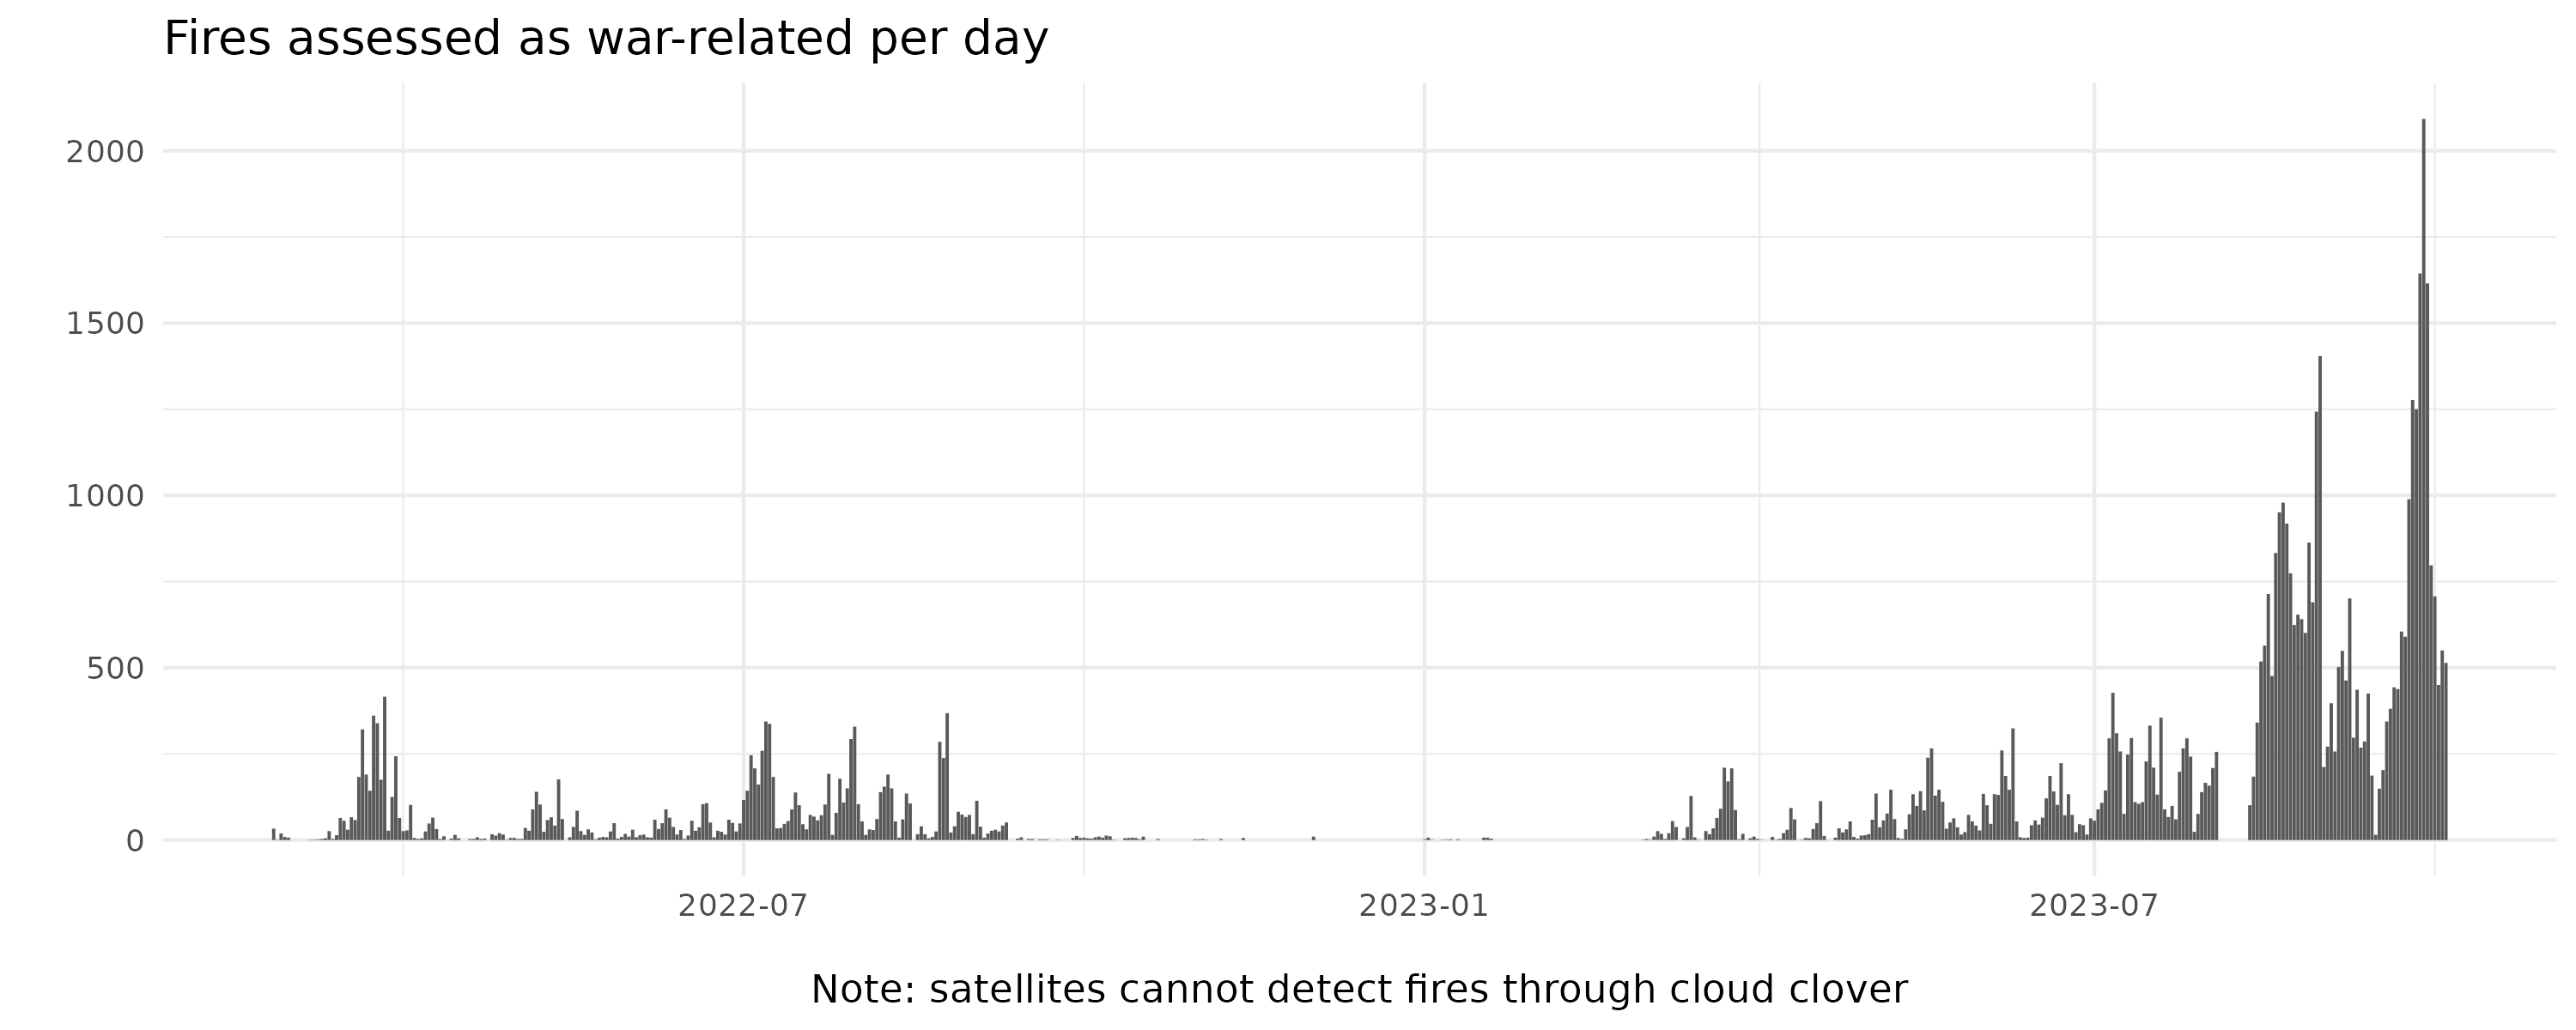 Fires assessed as war-related per day
2000
1500
1000
500
0
2022-07 2023-01 2023-07
Note: satellites cannot detect fires through cloud clover